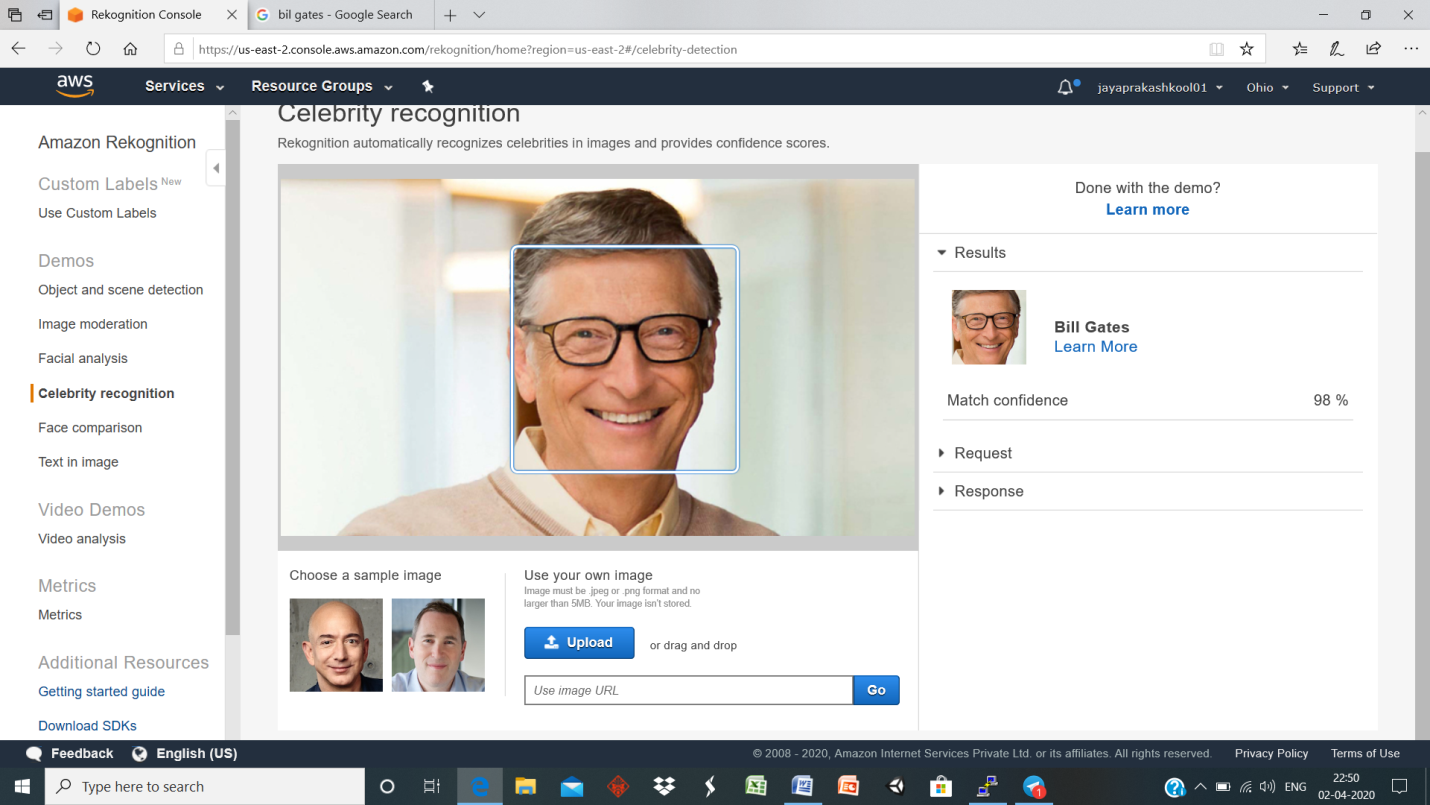 Rekognition Console
bil gates - Google Search
https://us-east-2.console.aws.amazon.com/rekognition/home?region=us-east-2#/celebrity-detection
aws
Services
Resource Groups
jayaprakashkool01
Ohio
Support
Amazon Rekognition
Custom Labels New
Use Custom Labels
Demos
Object and scene detection
Image moderation
Facial analysis
Celebrity recognition
Face comparison
Text in image
Video Demos
Video analysis
Metrics
Metrics
Additional Resources
Getting started guide
Download SDKs
Celebrity recognition
Rekognition automatically recognizes celebrities in images and provides confidence scores.
Choose a sample image
Use your own image
Image must be .jpeg or .png format and no
larger than 5MB. Your image isn't stored.
Upload
or drag and drop
Use image URL
Go
Done with the demo?
Learn more
Results
Bill Gates
Learn More
Match confidence 98 %
Request
Response
Feedback
English (US)
© 2008 - 2020, Amazon Internet Services Private Ltd. or its affiliates. All rights reserved.
Privacy Policy
Terms of Use
Type here to search
1
ENG
22:50
02-04-2020